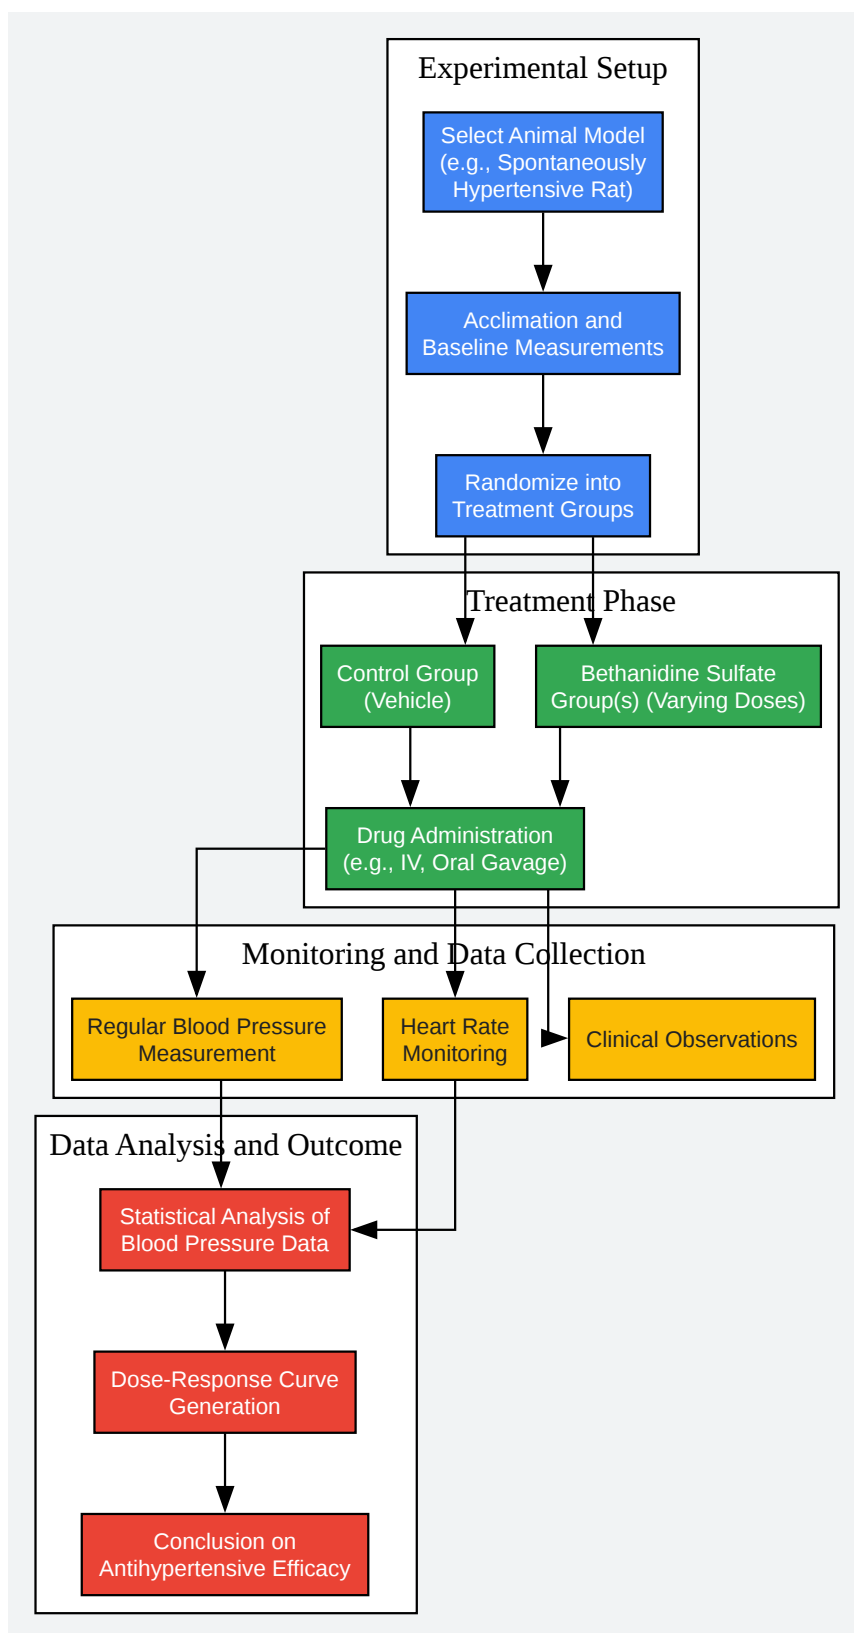 Experimental Setup
Select Animal Model
(e.g., Spontaneously
Hypertensive Rat)
Acclimation and
Baseline Measurements
Randomize into
Treatment Groups
Treatment Phase
Control Group
(Vehicle)
Bethanidine Sulfate
Group(s) (Varying Doses)
Drug Administration
(e.g., IV, Oral Gavage)
Monitoring and Data Collection
Regular Blood Pressure
Measurement
Heart Rate
Monitoring
Clinical Observations
Data Analysis and Outcome
Statistical Analysis of
Blood Pressure Data
Dose-Response Curve
Generation
Conclusion on
Antihypertensive Efficacy